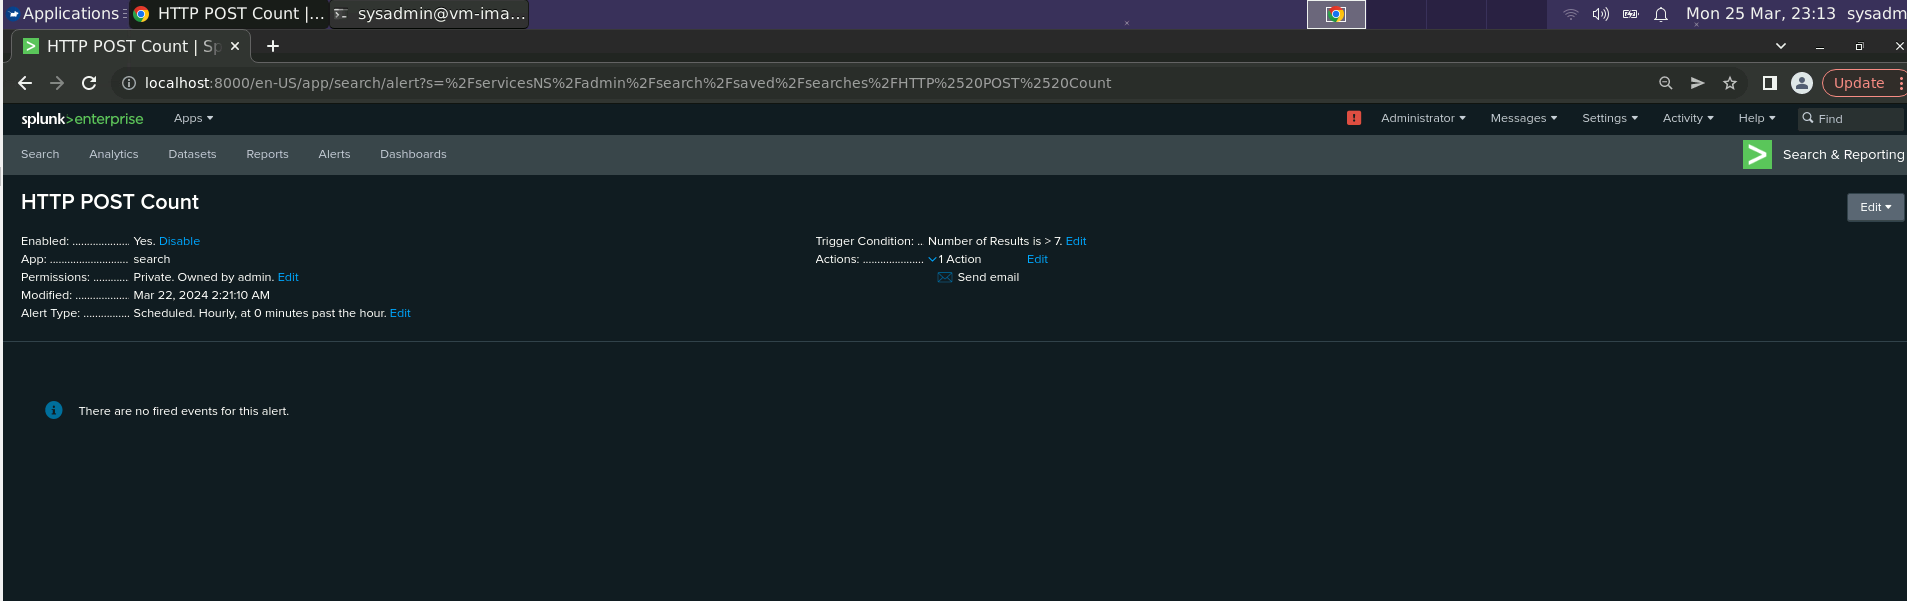 Applications HTTP POST Count |... sysadmin@vm-ima... Mon 25 Mar, 23:13 sysadm
HTTP POST Count | Sp
localhost:8000/en-US/app/search/alert?s=%2FservicesNS%2Fadmin%2Fsearch%2Fsaved%2Fsearches%2FHTTP%2520POST%2520Count Update
splunk>enterprise Apps Administrator Messages Settings Activity Help Find
Search Analytics Datasets Reports Alerts Dashboards Search & Reporting
HTTP POST Count Edit
Enabled: .................... Yes. Disable Trigger Condition: .. Number of Results is > 7. Edit
App: ........................... search Actions: ..................... 1 Action Edit
Permissions: ............ Private. Owned by admin. Edit Send email
Modified: ................... Mar 22, 2024 2:21:10 AM
Alert Type: ................ Scheduled. Hourly, at 0 minutes past the hour. Edit
There are no fired events for this alert.